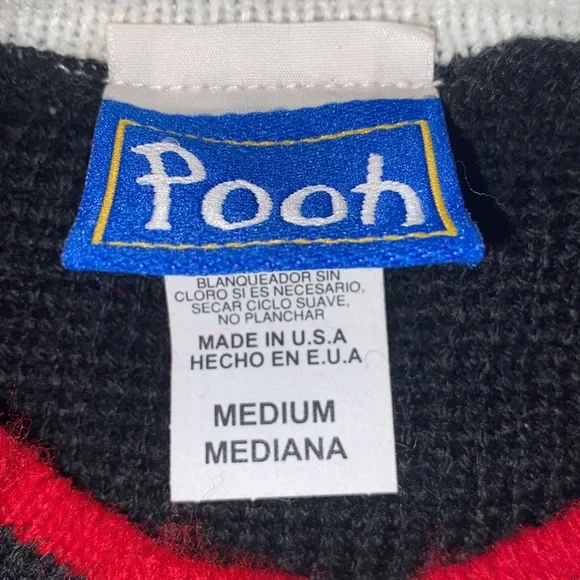 Pooh
BLANQUEADOR SIN
CLORO SI ES NECESARIO,
SECAR CICLO SUAVE,
NO PLANCHAR
MADE IN U.S.A
HECHO EN E.U.A
MEDIUM
MEDIANA